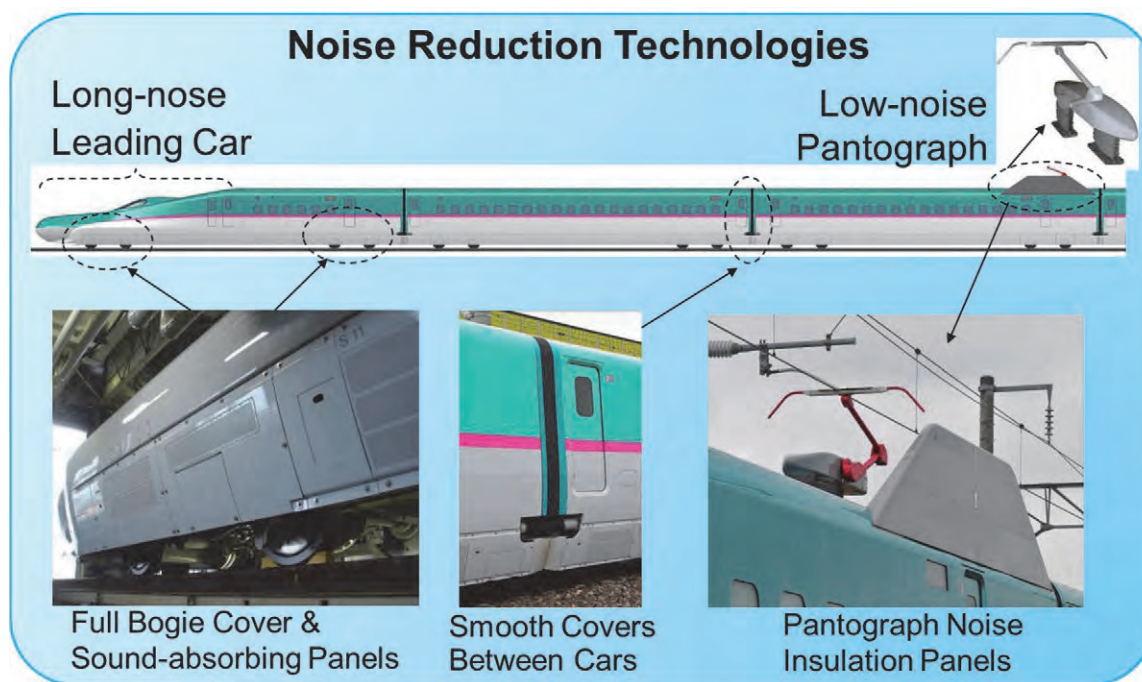 Noise Reduction Technologies
Long-nose
Leading Car
Low-noise
Pantograph
S 11
Full Bogie Cover &
Sound-absorbing Panels
Smooth Covers
Between Cars
Pantograph Noise
Insulation Panels